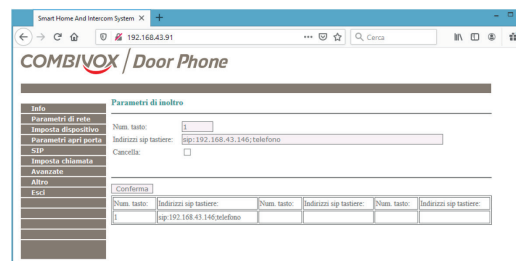 Smart Home And Intercom System
192.168.43.91
Cerca
COMBIVOX / Door Phone
Info
Parametri di rete
Imposta dispositivo
Parametri apri porta
SIP
Imposta chiamata
Avanzate
Altro
Esci
Parametri di inoltro
Num. tasto: 1
Indirizzi sip tastiere: sip:192.168.43.146;telefono
Cancella:
Conferma
Num. tasto: Indirizzi sip tastiere: Num. tasto: Indirizzi sip tastiere: Num. tasto: Indirizzi sip tastiere:
1 sip:192.168.43.146;telefono